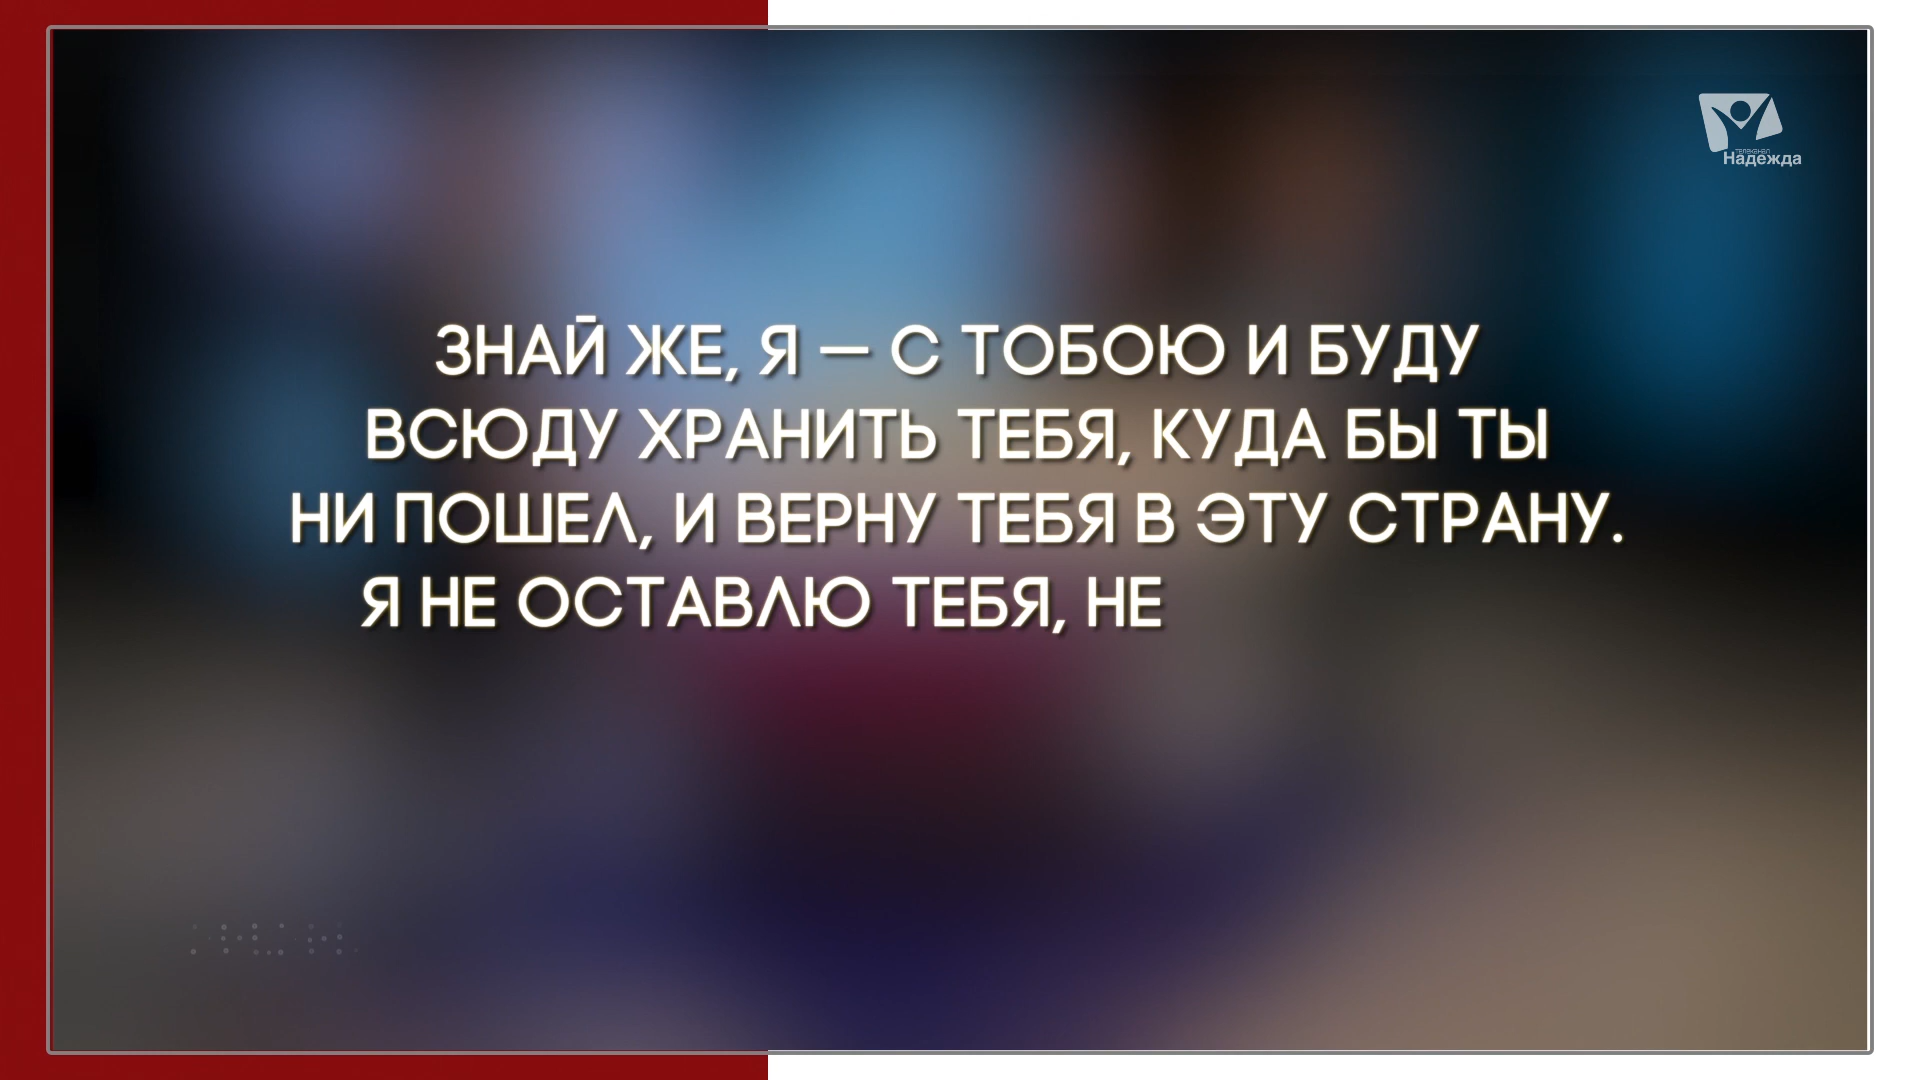 ТЕЛЕКАНАЛ
Надежда
ЗНАЙ ЖЕ, Я — С ТОБОЮ И БУДУ
ВСЮДУ ХРАНИТЬ ТЕБЯ, КУДА БЫ ТЫ
НИ ПОШЕЛ, И ВЕРНУ ТЕБЯ В ЭТУ СТРАНУ.
Я НЕ ОСТАВЛЮ ТЕБЯ, НЕ